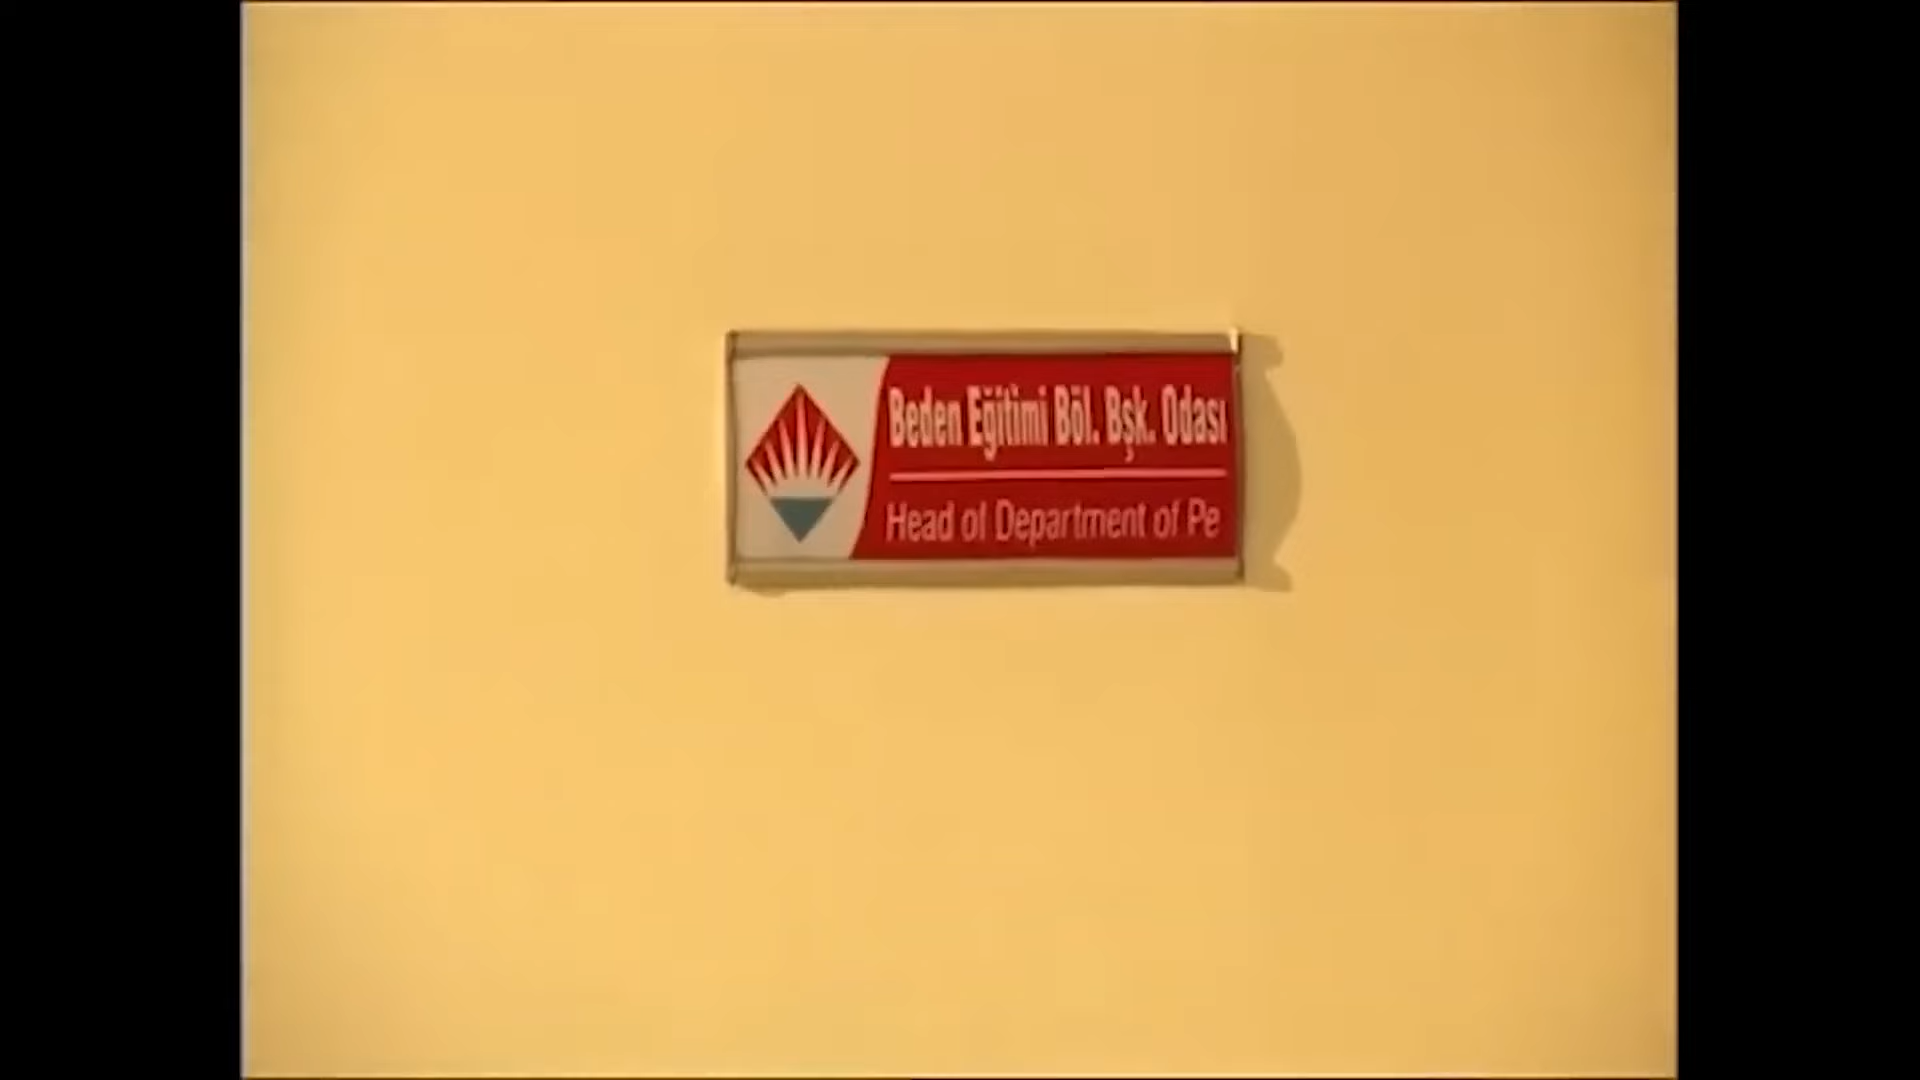 Beden Eğitimi Böl. Bşk. Odası
Head of Department of Pe